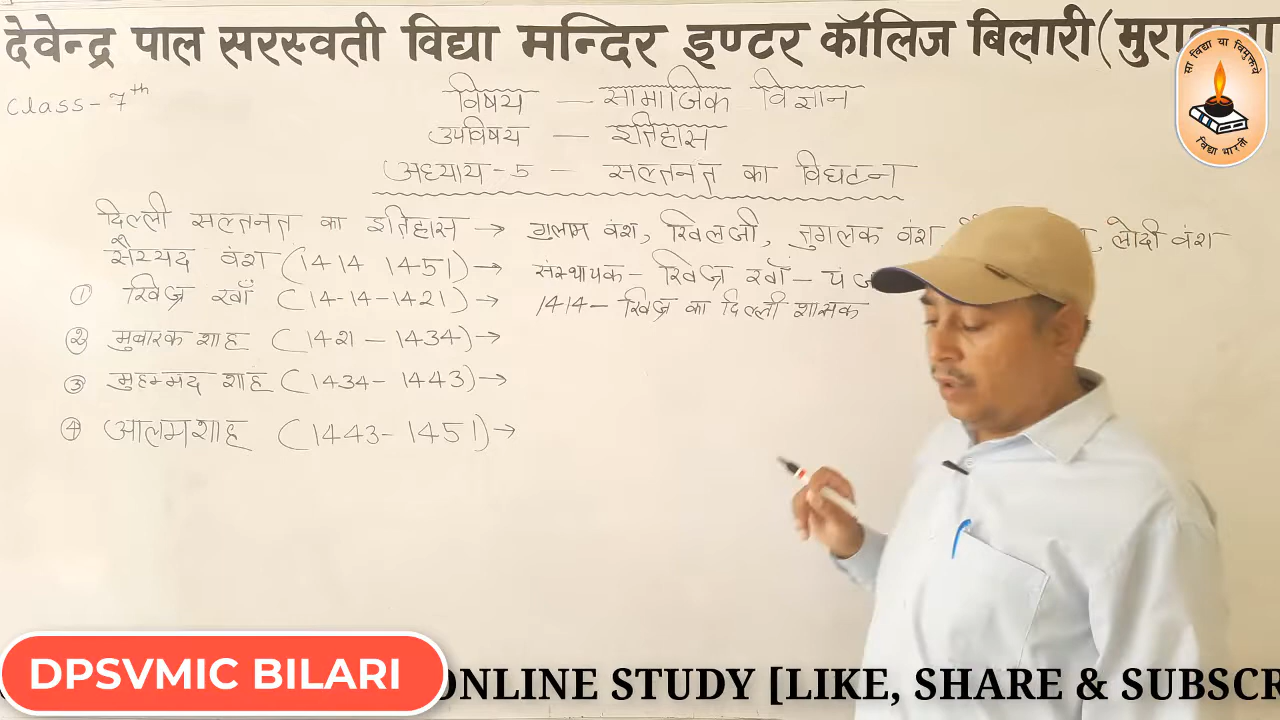 देवेन्द्र पाल सरस्वती विद्या मन्दिर इण्टर कॉलिज बिलारी
सा विद्या या विमुक्तये
विद्या भारती
Class - 7th
विषय — सामाजिक विज्ञान
उपविषय — इतिहास
अध्याय - 5 - सल्तनत का विघटन
दिल्ली सल्तनत का इतिहास → गुलाम वंश, खिलजी, तुगलक वंश , लोदी वंश
सैय्यद वंश (1414 1451) → संस्थापक - खिज्र खाँ -
① खिज्र खाँ (14-14-1421) → 1414 - खिज्र का दिल्ली शासक
② मुबारक शाह (1421 - 1434) →
③ मुहम्मद शाह (1434 - 1443) →
④ आलमशाह (1443 - 1451) →
DPSVMIC BILARI
ONLINE STUDY [LIKE, SHARE & SUBSCR